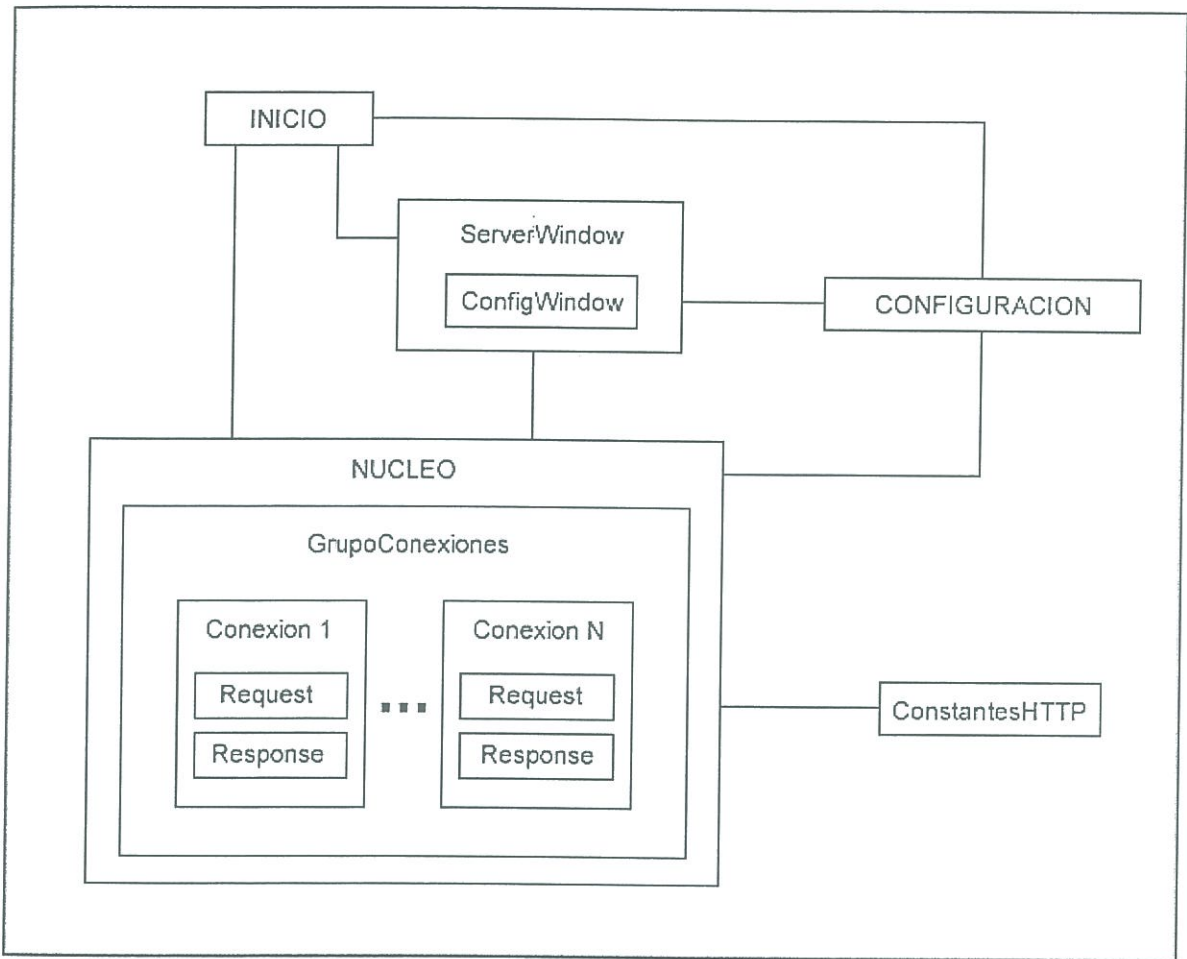 INICIO
ServerWindow
ConfigWindow
CONFIGURACION
NUCLEO
GrupoConexiones
Conexion 1
Request
Response
...
Conexion N
Request
Response
ConstantesHTTP